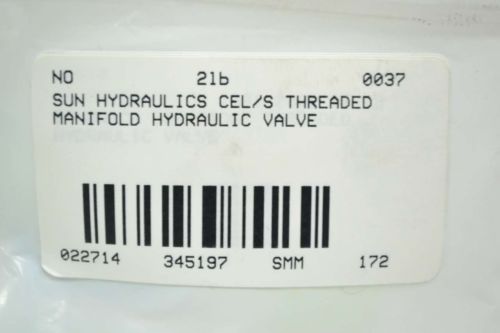 NO 21b 0037
SUN HYDRAULICS CEL/S THREADED
MANIFOLD HYDRAULIC VALVE
022714 345197 SMM 172